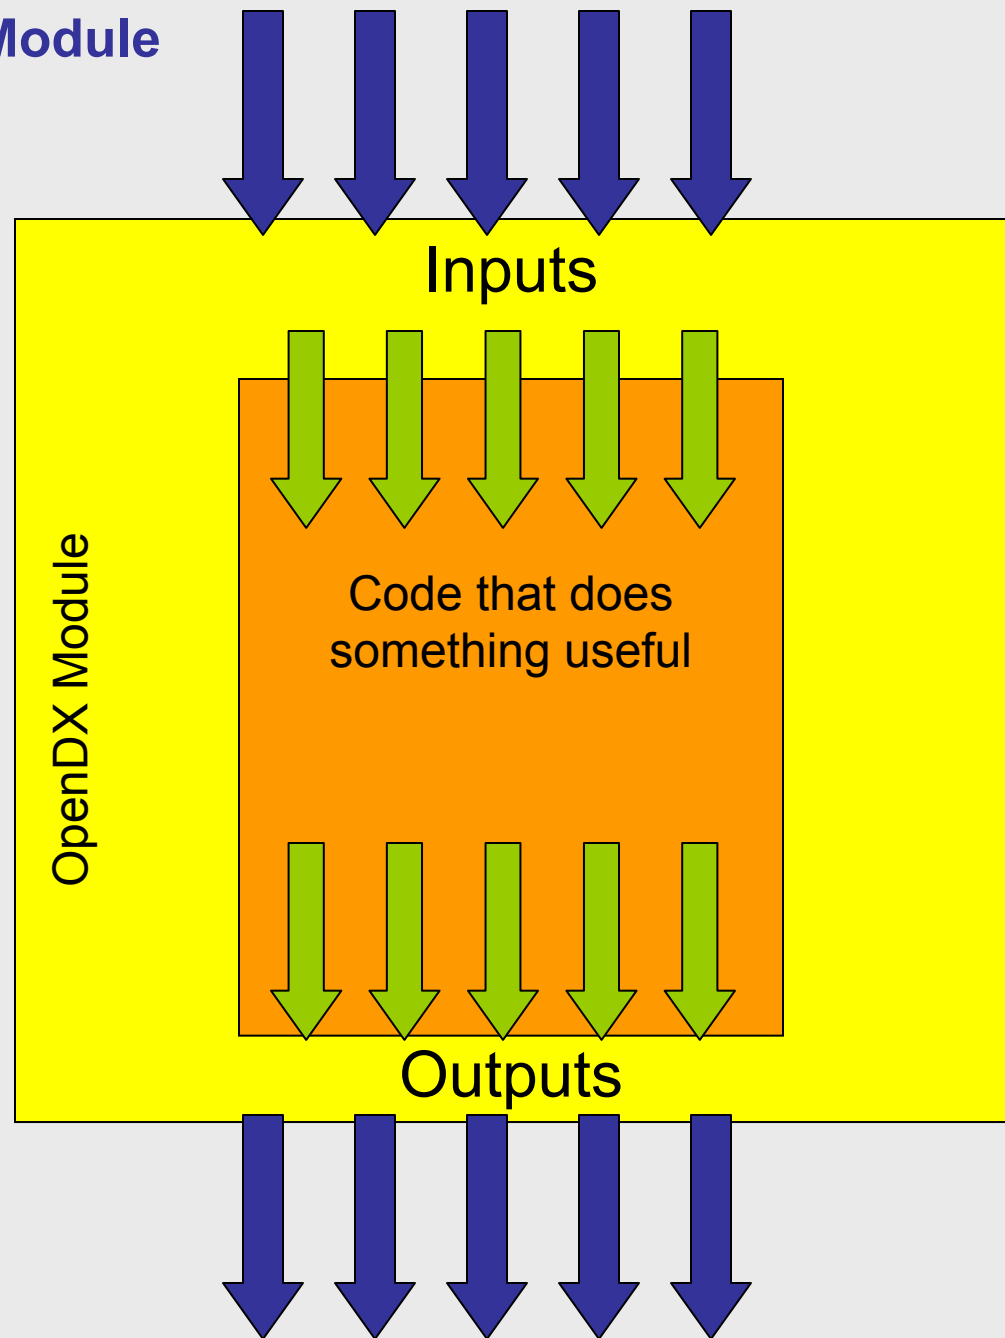 Module
Inputs
Code that does
something useful
OpenDX Module
Outputs